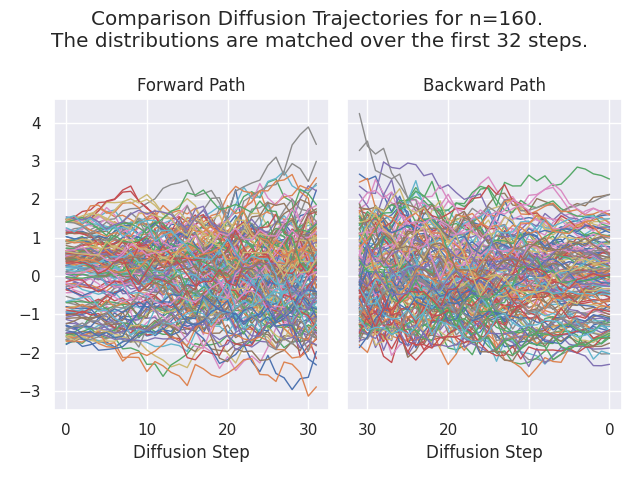 Comparison Diffusion Trajectories for n=160.
The distributions are matched over the first 32 steps.
Forward Path
Backward Path
4
3
2
1
0
−1
−2
−3
0 10 20 30
30 20 10 0
Diffusion Step
Diffusion Step